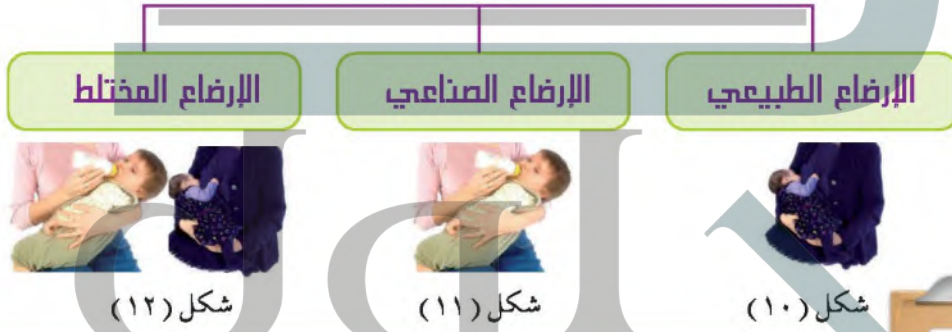 الإرضاع الطبيعي
الإرضاع الصناعي
الإرضاع المختلط
شكل (١٠)
شكل (١١)
شكل (١٢)